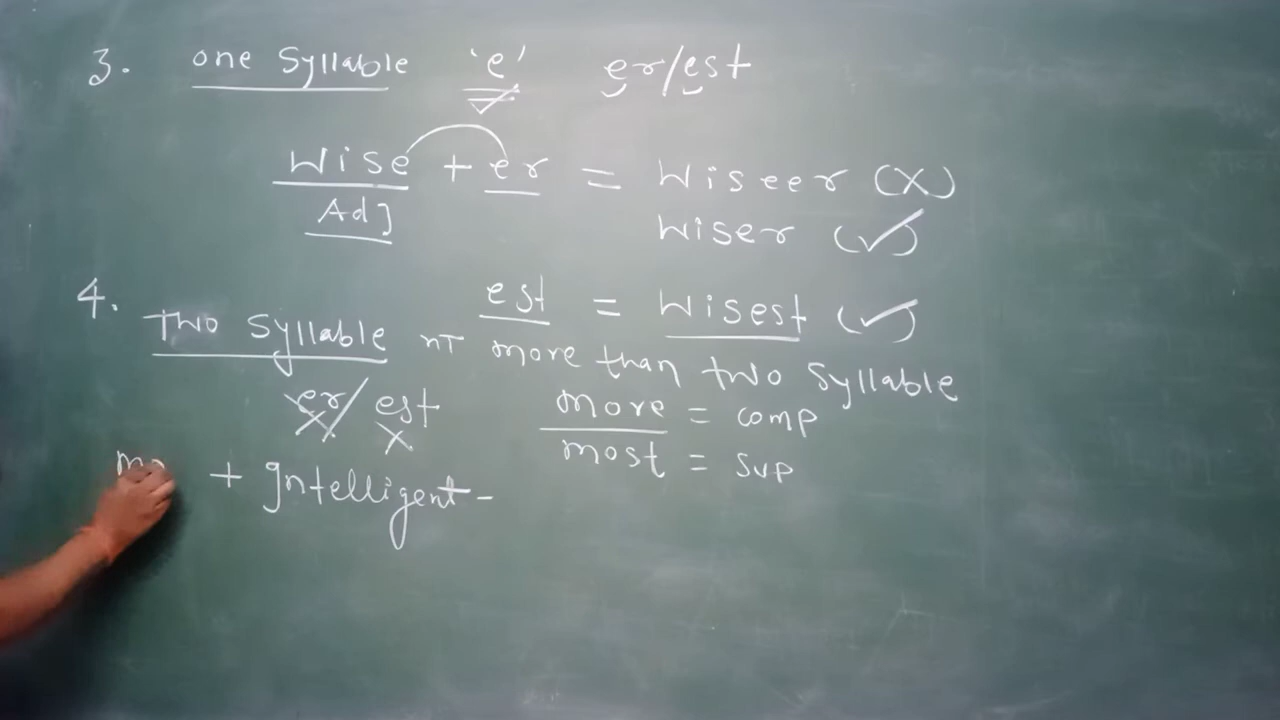 3. one Syllable 'e' er/est
Wise + er = Wiseer (X)
Adj
Wiser (✓)
est = Wisest (✓)
4. Two Syllable nT more than two Syllable
er/est
more = comp
most = sup
mo + Intelligent -